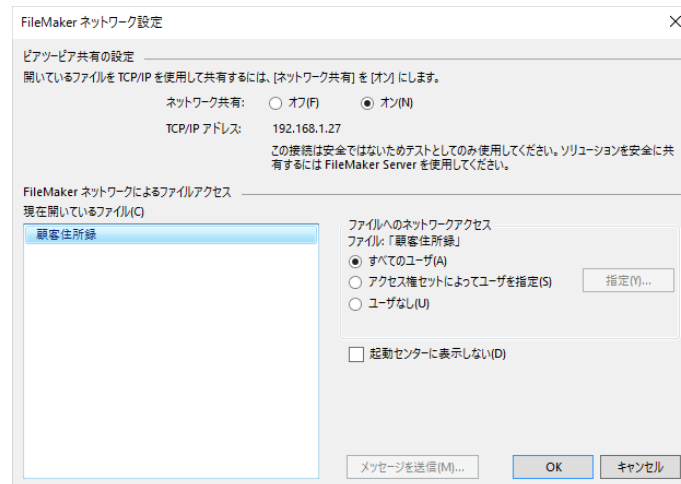 FileMaker ネットワーク設定
ピアツーピア共有の設定
開いているファイルを TCP/IP を使用して共有するには、[ネットワーク共有] を [オン] にします。
ネットワーク共有: オフ(F) オン(N)
TCP/IP アドレス: 192.168.1.27
この接続は安全ではないためテストとしてのみ使用してください。ソリューションを安全に共
有するには FileMaker Server を使用してください。
FileMaker ネットワークによるファイルアクセス
現在開いているファイル(C)
顧客住所録
ファイルへのネットワークアクセス
ファイル:「顧客住所録」
すべてのユーザ(A)
アクセス権セットによってユーザを指定(S) 指定(Y)...
ユーザなし(U)
起動センターに表示しない(D)
メッセージを送信(M)... OK キャンセル